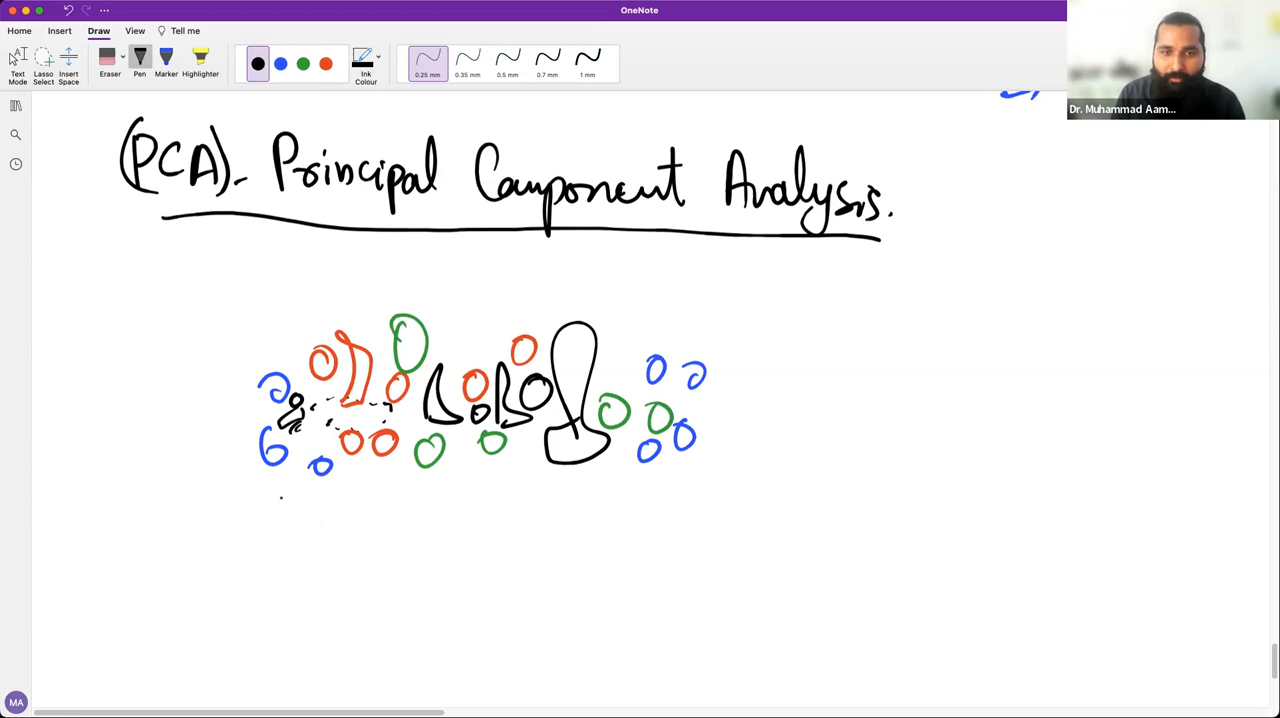 OneNote
Home Insert Draw View Tell me
Text Mode Lasso Select Insert Space Eraser Pen Marker Highlighter Ink Colour 0.25 mm 0.35 mm 0.5 mm 0.7 mm 1 mm
Dr. Muhammad Aam...
(PCA). Principal Component Analysis.
MA